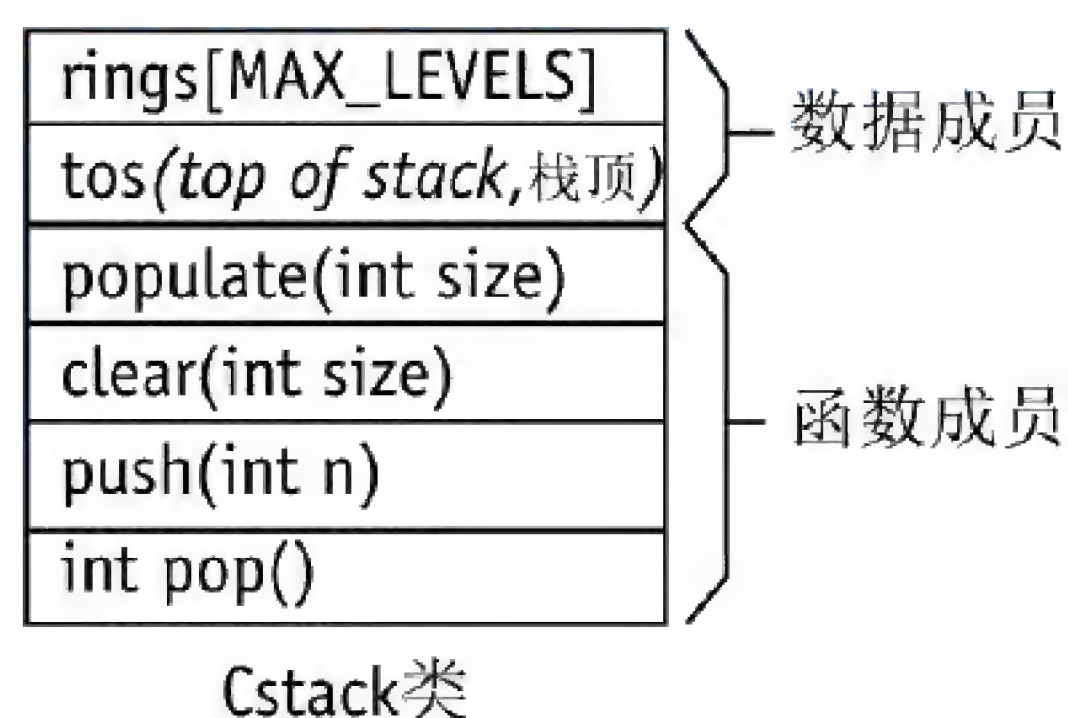 rings[MAX_LEVELS]
tos(top of stack,栈顶)
populate(int size)
clear(int size)
push(int n)
int pop()
数据成员
函数成员
Cstack类